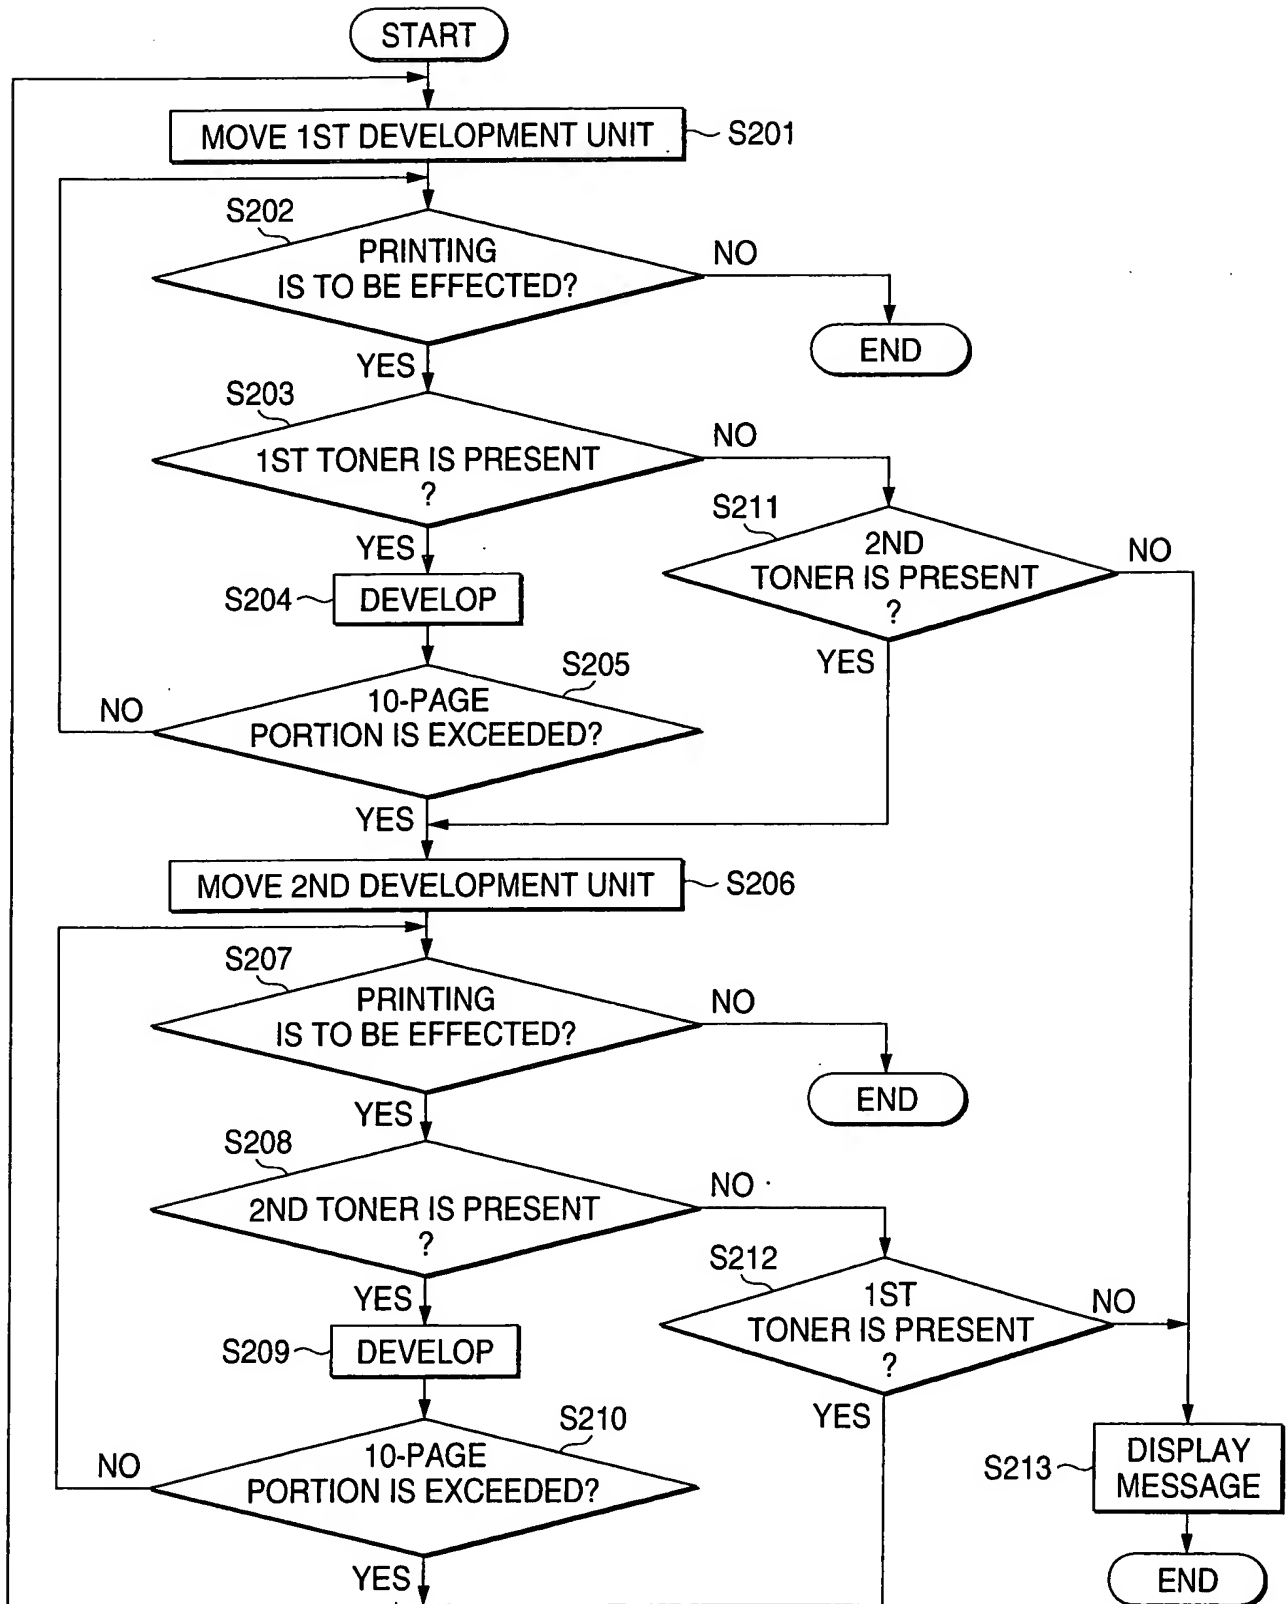 START
MOVE 1ST DEVELOPMENT UNIT
S201
S202
PRINTING
IS TO BE EFFECTED?
NO
END
YES
S203
1ST TONER IS PRESENT
?
NO
YES
S211
2ND
TONER IS PRESENT
?
NO
YES
S204
DEVELOP
S205
10-PAGE
PORTION IS EXCEEDED?
NO
YES
MOVE 2ND DEVELOPMENT UNIT
S206
S207
PRINTING
IS TO BE EFFECTED?
NO
END
YES
S208
2ND TONER IS PRESENT
?
NO
YES
S212
1ST
TONER IS PRESENT
?
NO
YES
S209
DEVELOP
S210
10-PAGE
PORTION IS EXCEEDED?
NO
YES
S213
DISPLAY
MESSAGE
END